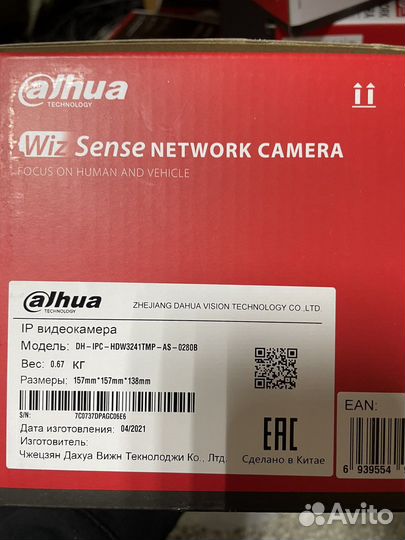 alhua
TECHNOLOGY
Wiz Sense NETWORK CAMERA
FOCUS ON HUMAN AND VEHICLE
alhua
TECHNOLOGY
ZHEJIANG DAHUA VISION TECHNOLOGY CO .,LTD.
IP видеокамера
Модель: DH-IPC-HDW3241TMP-AS-0280B
Вес: 0.67 КГ
Размеры: 157mm*157mm*138mm
S/N: 7C0737DPAGC06E6
Дата изготовления: 04/2021
Изготовитель:
Чжецзян Дахуа Вижн Текнолоджи Ко., Лтд.
EAC
Сделано в Китае
EAN:
6 939554
Avito